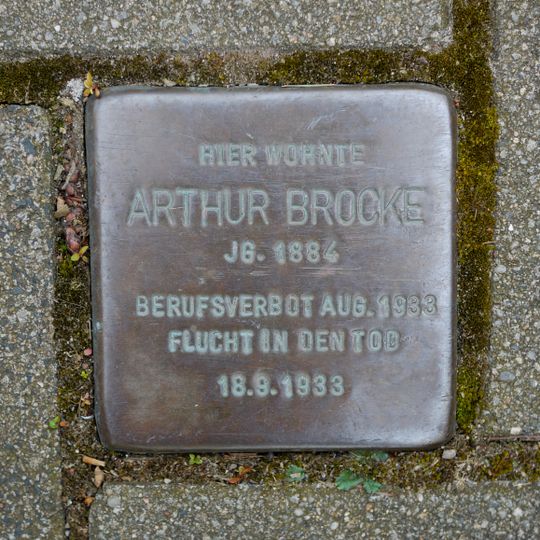 HIER WOHNTE
ARTHUR BROCKE
JG. 1884
BERUFSVERBOT AUG. 1933
FLUCHT IN DEN TOD
18.9.1933